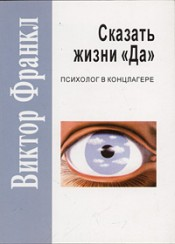 Виктор Франкл
Сказать
жизни «Да»
ПСИХОЛОГ В КОНЦЛАГЕРЕ